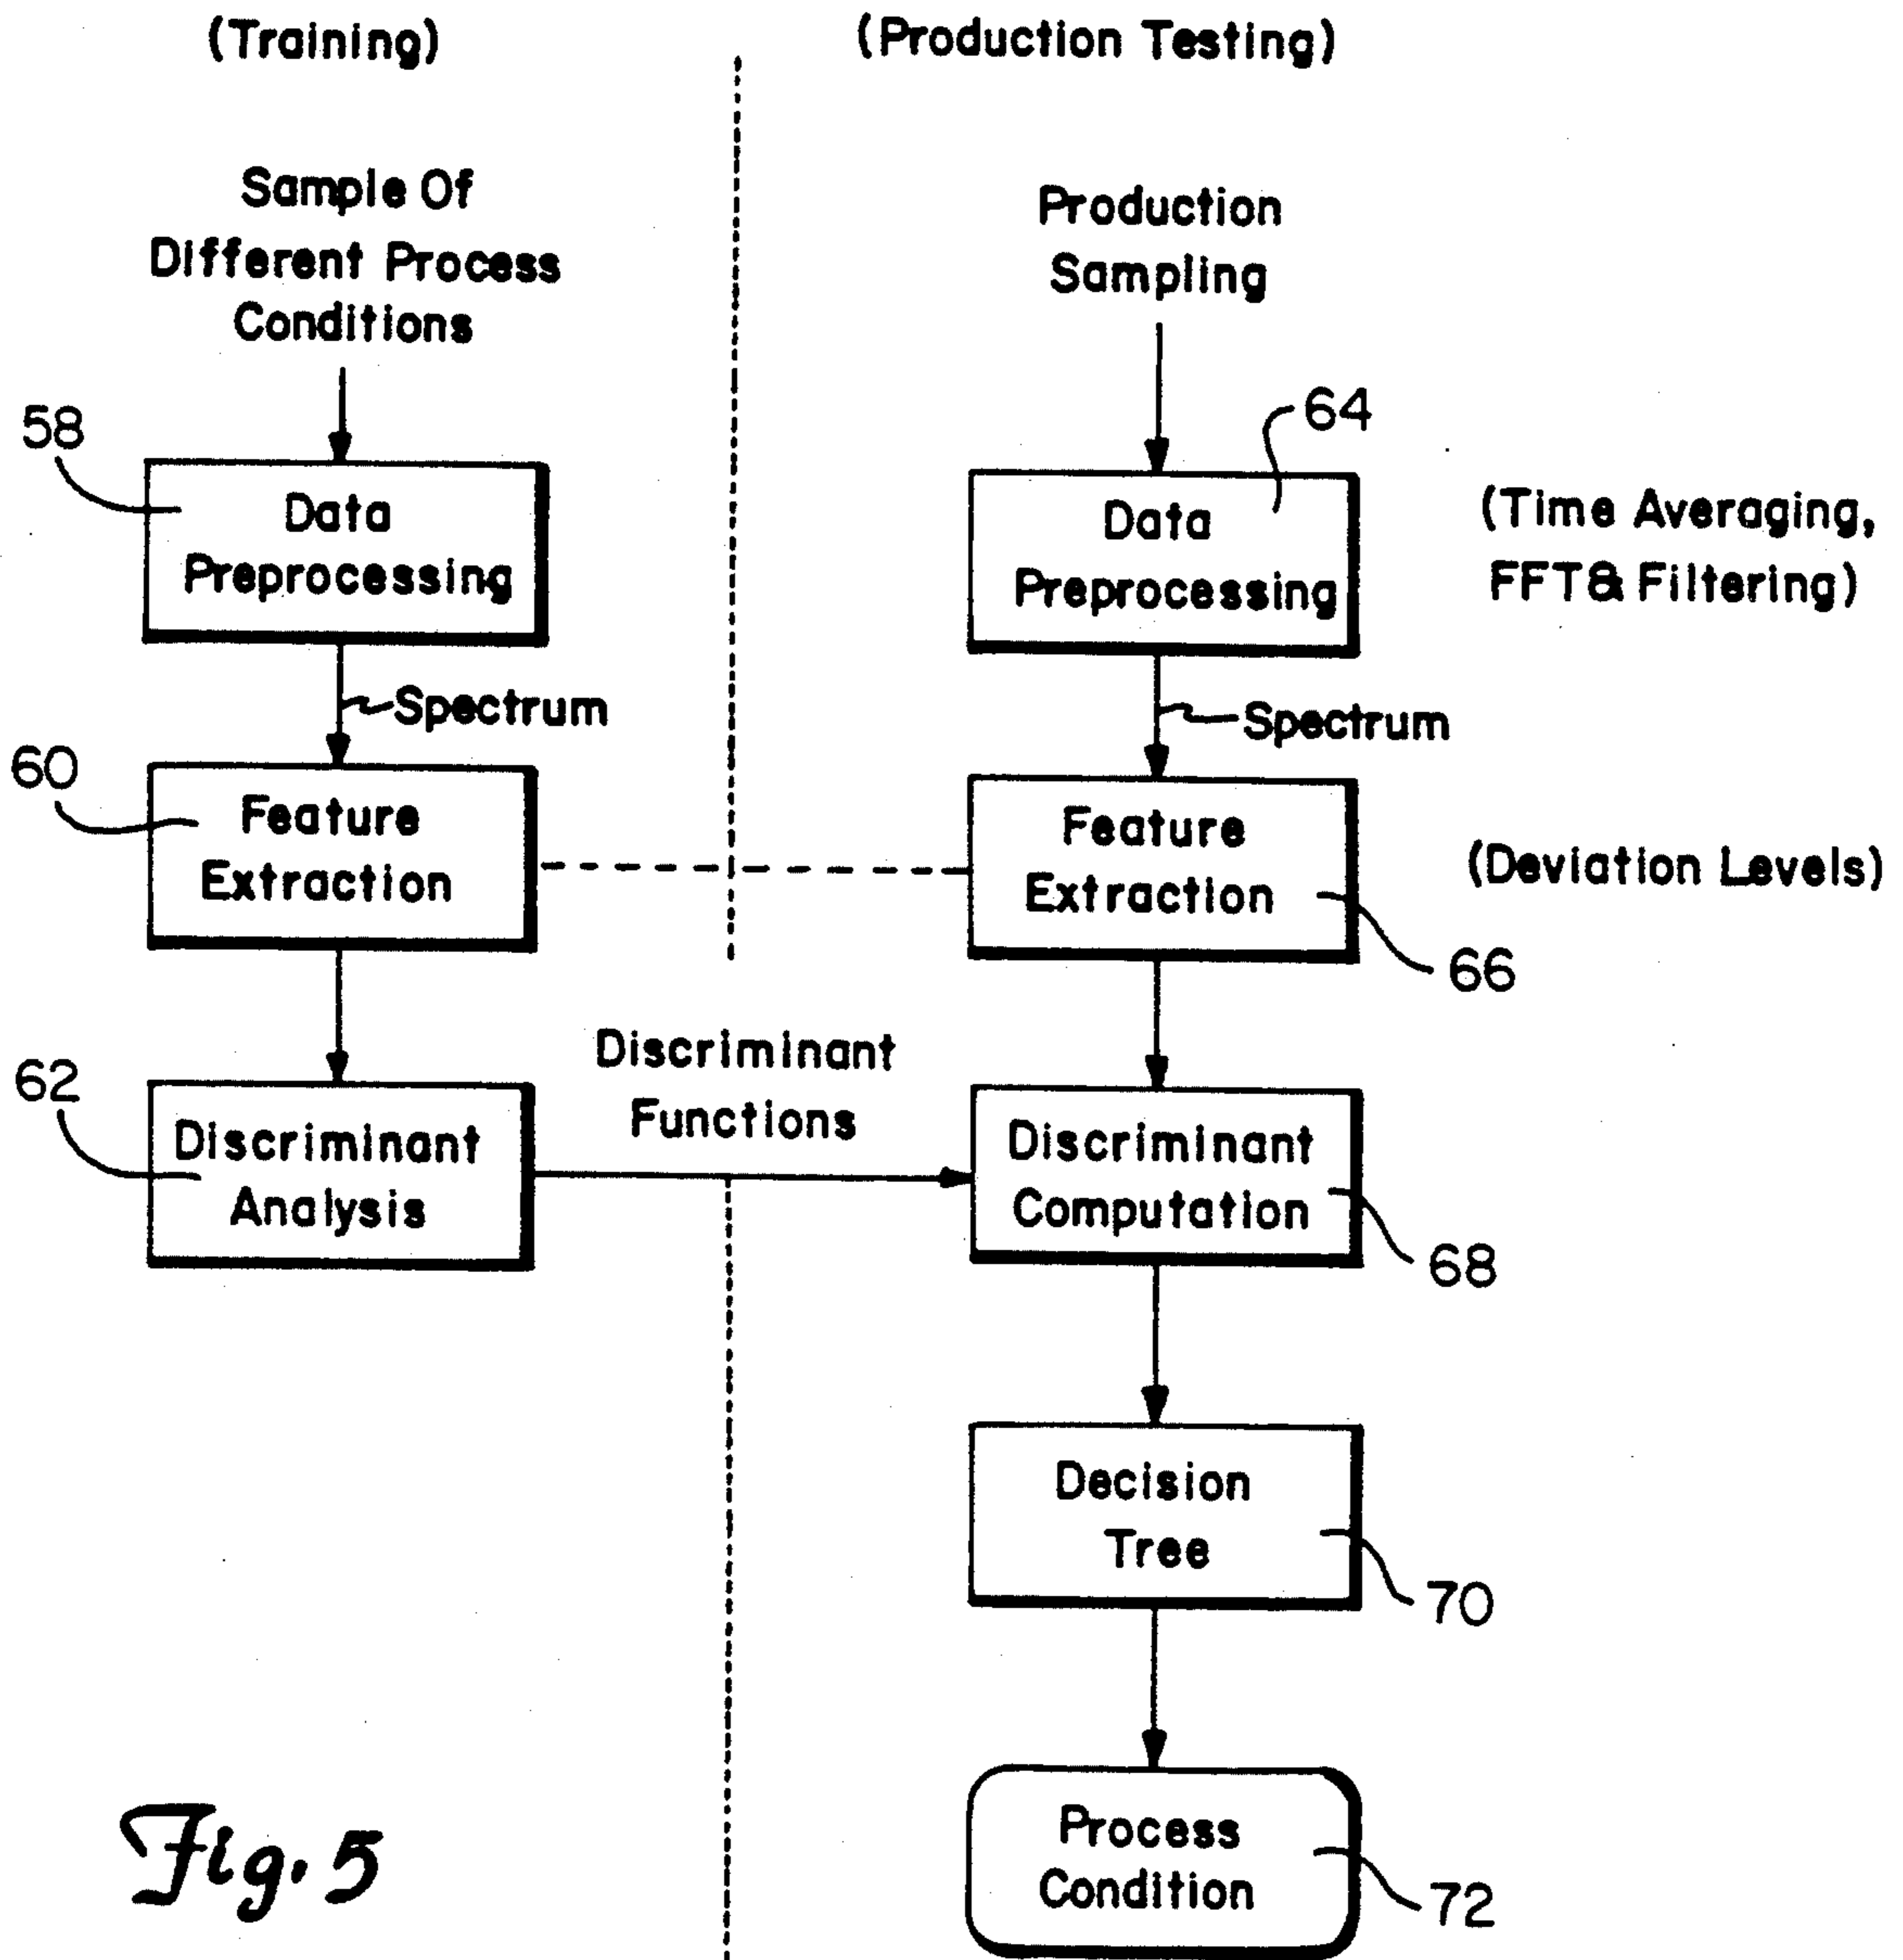 (Training)
(Production Testing)
Sample Of
Different Process
Conditions
Production
Sampling
58
Data
Preprocessing
64
Data
Preprocessing
(Time Averaging,
FFT& Filtering)
Spectrum
Spectrum
60
Feature
Extraction
Feature
Extraction
(Deviation Levels)
66
62
Discriminant
Analysis
Discriminant
Functions
Discriminant
Computation
68
Decision
Tree
70
Process
Condition
72
Fig. 5